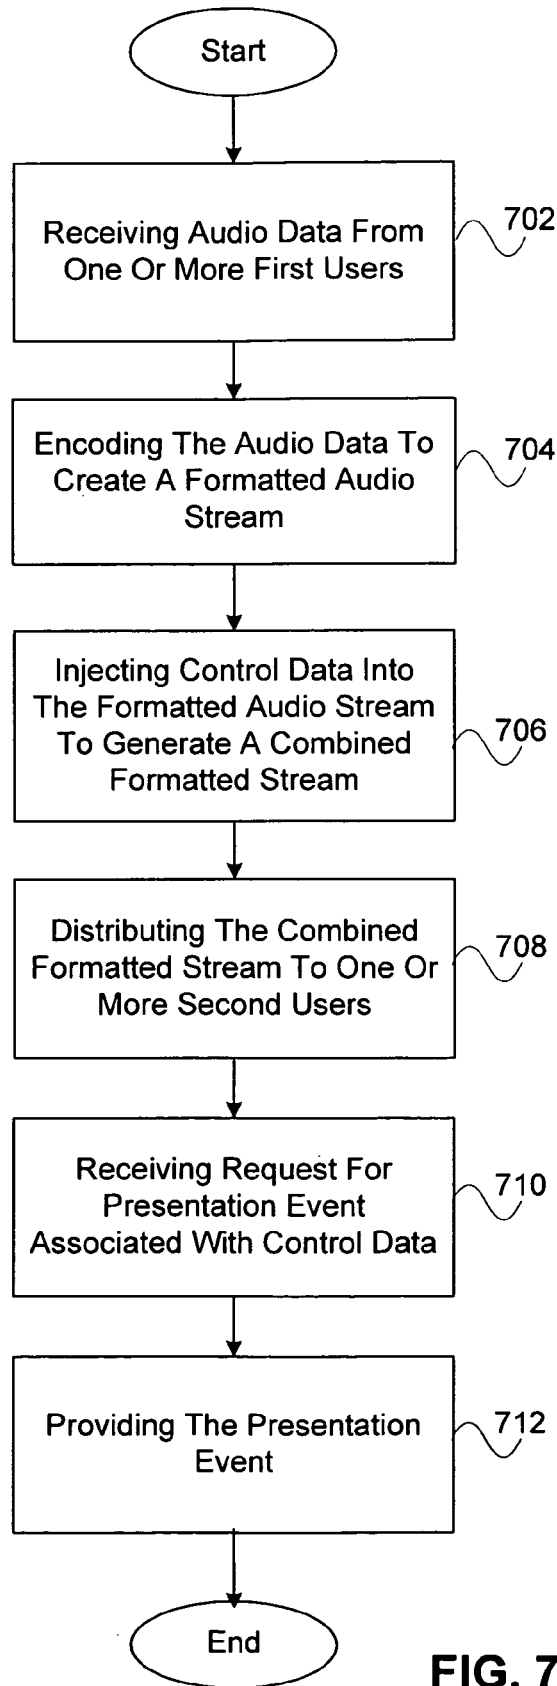 Start
Receiving Audio Data From
One Or More First Users
702
Encoding The Audio Data To
Create A Formatted Audio
Stream
704
Injecting Control Data Into
The Formatted Audio Stream
To Generate A Combined
Formatted Stream
706
Distributing The Combined
Formatted Stream To One Or
More Second Users
708
Receiving Request For
Presentation Event
Associated With Control Data
710
Providing The Presentation
Event
712
End
FIG. 7